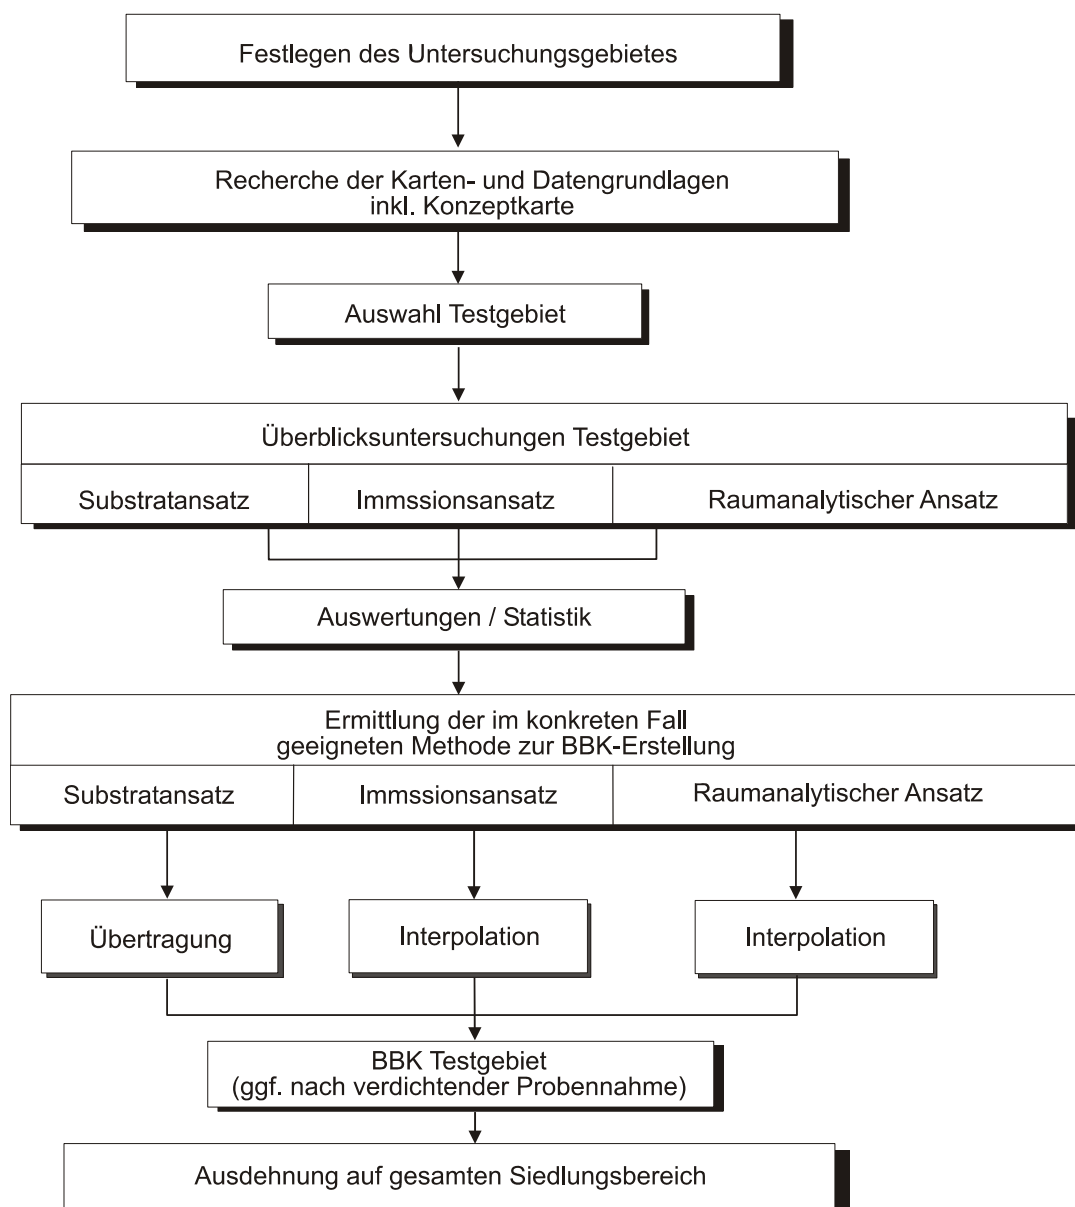 Festlegen des Untersuchungsgebietes
Recherche der Karten- und Datengrundlagen
inkl. Konzeptkarte
Auswahl Testgebiet
Überblicksuntersuchungen Testgebiet
Substratansatz
Immssionsansatz
Raumanalytischer Ansatz
Auswertungen / Statistik
Ermittlung der im konkreten Fall
geeigneten Methode zur BBK-Erstellung
Substratansatz
Immssionsansatz
Raumanalytischer Ansatz
Übertragung
Interpolation
Interpolation
BBK Testgebiet
(ggf. nach verdichtender Probennahme)
Ausdehnung auf gesamten Siedlungsbereich